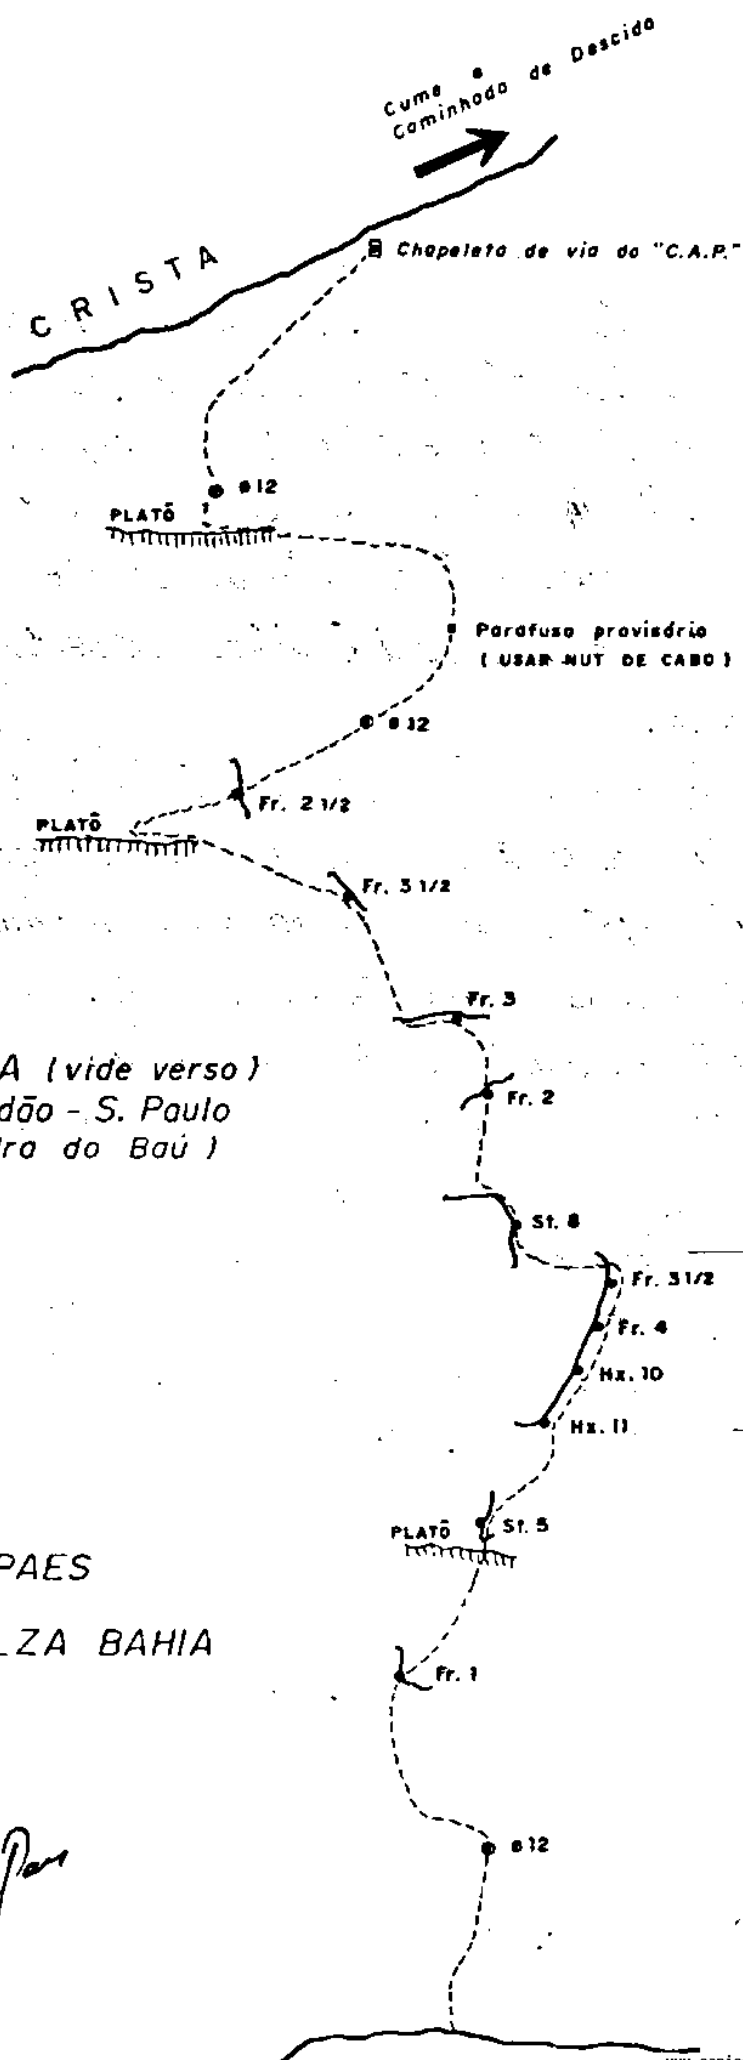 Cume e
Caminhada de Descida
CRISTA
Chapeleta de via do "C.A.P."
ø12
PLATÔ
Parafuso provisório
( USAR NUT DE CABO )
ø12
Fr. 2 1/2
PLATÔ
Fr. 3 1/2
Fr. 3
A (vide verso)
dão - S. Paulo
Fr. 2
dra do Baú )
St. 8
Fr. 3 1/2
Fr. 4
Hx. 10
Hx. 11
PLATÔ
St. 5
PAES
LZA BAHIA
Fr. 1
ø12